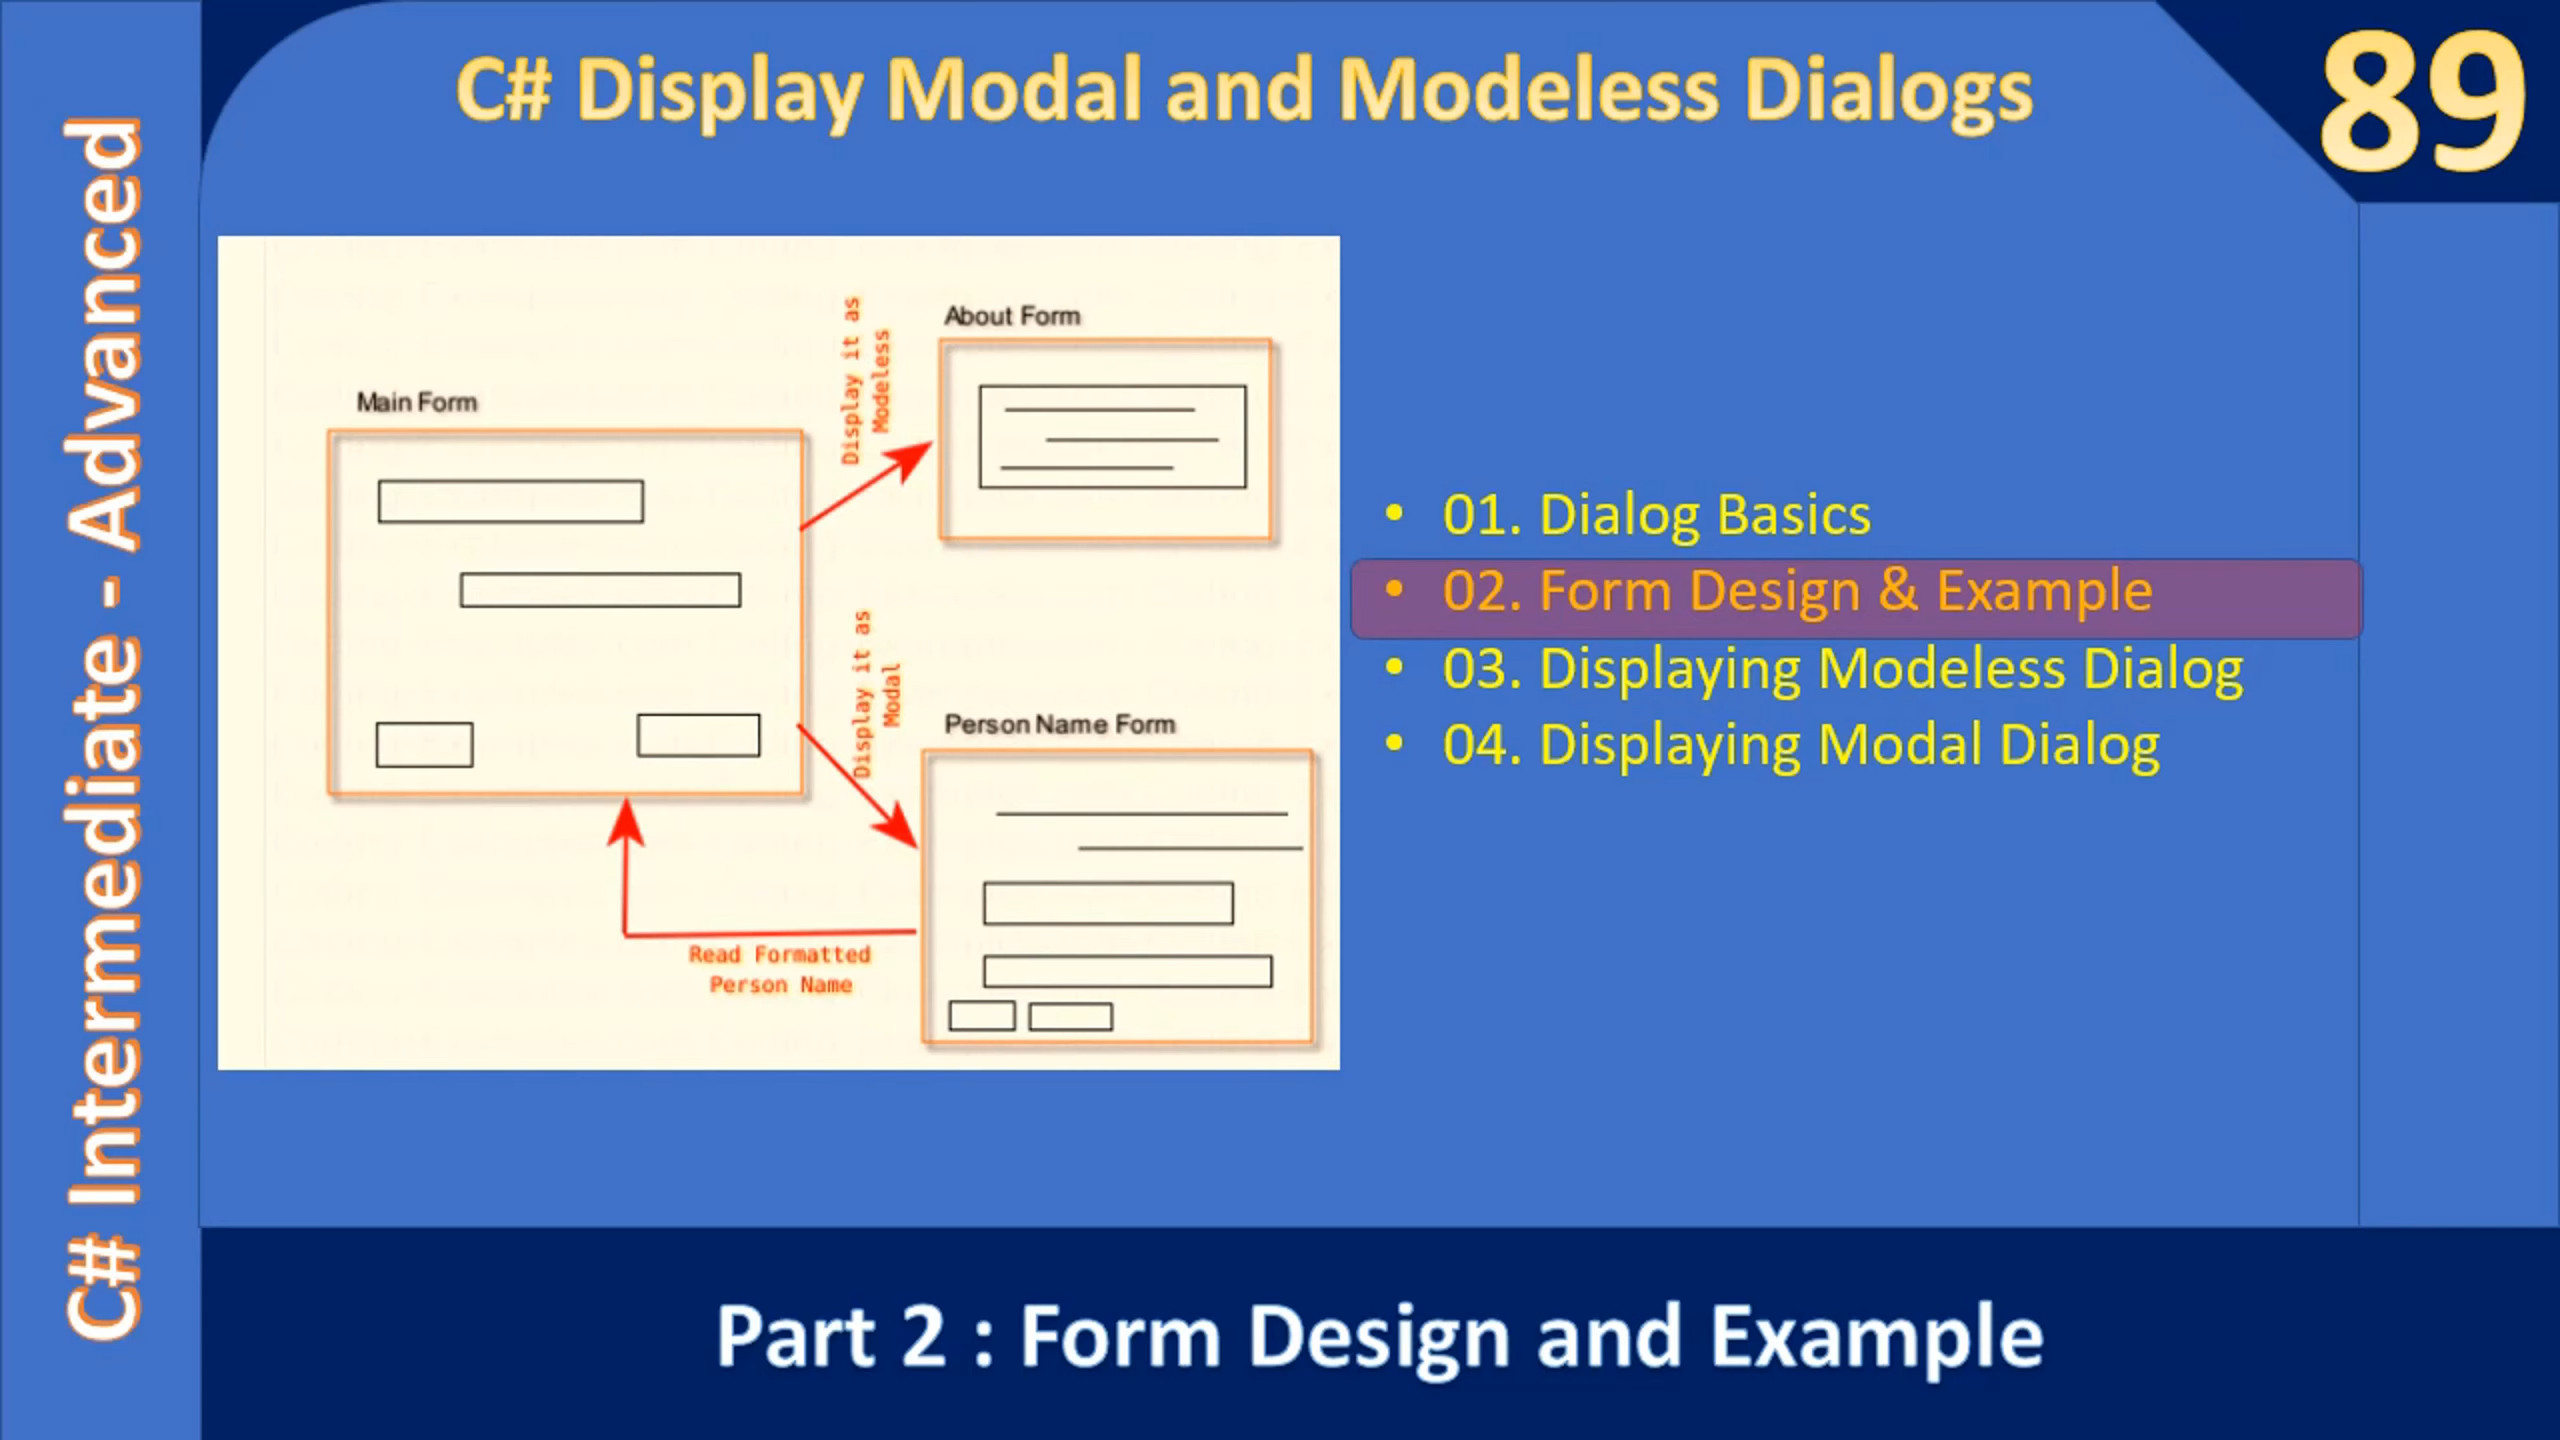 C# Display Modal and Modeless Dialogs
89
C# Intermediate - Advanced
Main Form
Display it as
Modeless
About Form
Display it as
Modal
Person Name Form
Read Formatted
Person Name
• 01. Dialog Basics
• 02. Form Design & Example
• 03. Displaying Modeless Dialog
• 04. Displaying Modal Dialog
Part 2 : Form Design and Example